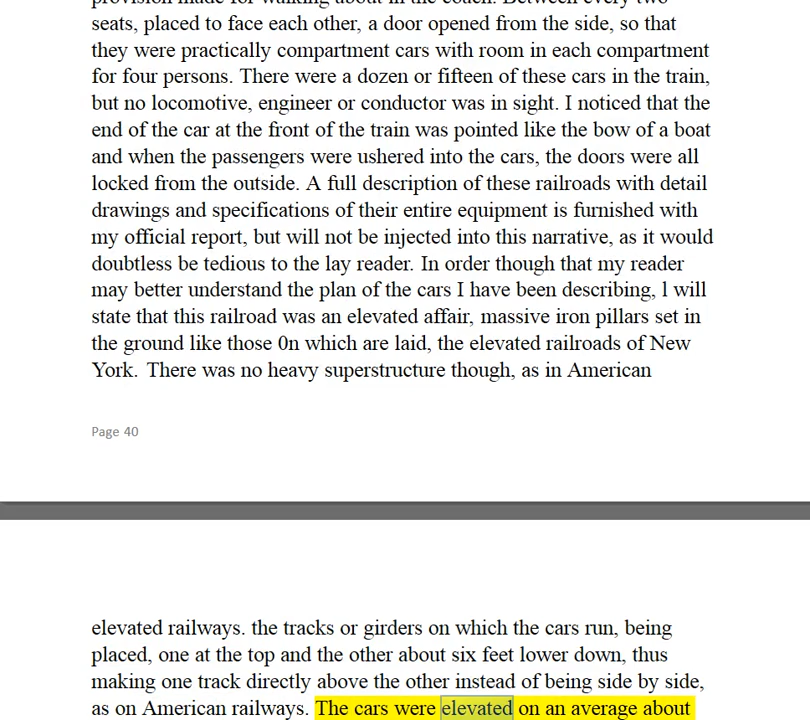 provision made for walking about in the coach. Between every two
seats, placed to face each other, a door opened from the side, so that
they were practically compartment cars with room in each compartment
for four persons. There were a dozen or fifteen of these cars in the train,
but no locomotive, engineer or conductor was in sight. I noticed that the
end of the car at the front of the train was pointed like the bow of a boat
and when the passengers were ushered into the cars, the doors were all
locked from the outside. A full description of these railroads with detail
drawings and specifications of their entire equipment is furnished with
my official report, but will not be injected into this narrative, as it would
doubtless be tedious to the lay reader. In order though that my reader
may better understand the plan of the cars I have been describing, l will
state that this railroad was an elevated affair, massive iron pillars set in
the ground like those 0n which are laid, the elevated railroads of New
York. There was no heavy superstructure though, as in American
Page 40
elevated railways. the tracks or girders on which the cars run, being
placed, one at the top and the other about six feet lower down, thus
making one track directly above the other instead of being side by side,
as on American railways. The cars were elevated on an average about